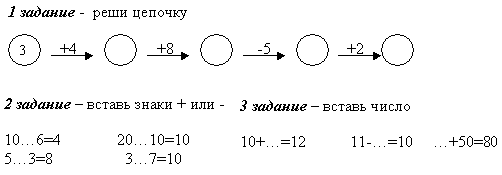 1 задание - реши цепочку
3 +4 +8 -5 +2
2 задание – вставь знаки + или -
10…6=4 20…10=10
5…3=8 3…7=10
3 задание – вставь число
10+…=12 11-…=10 …+50=80